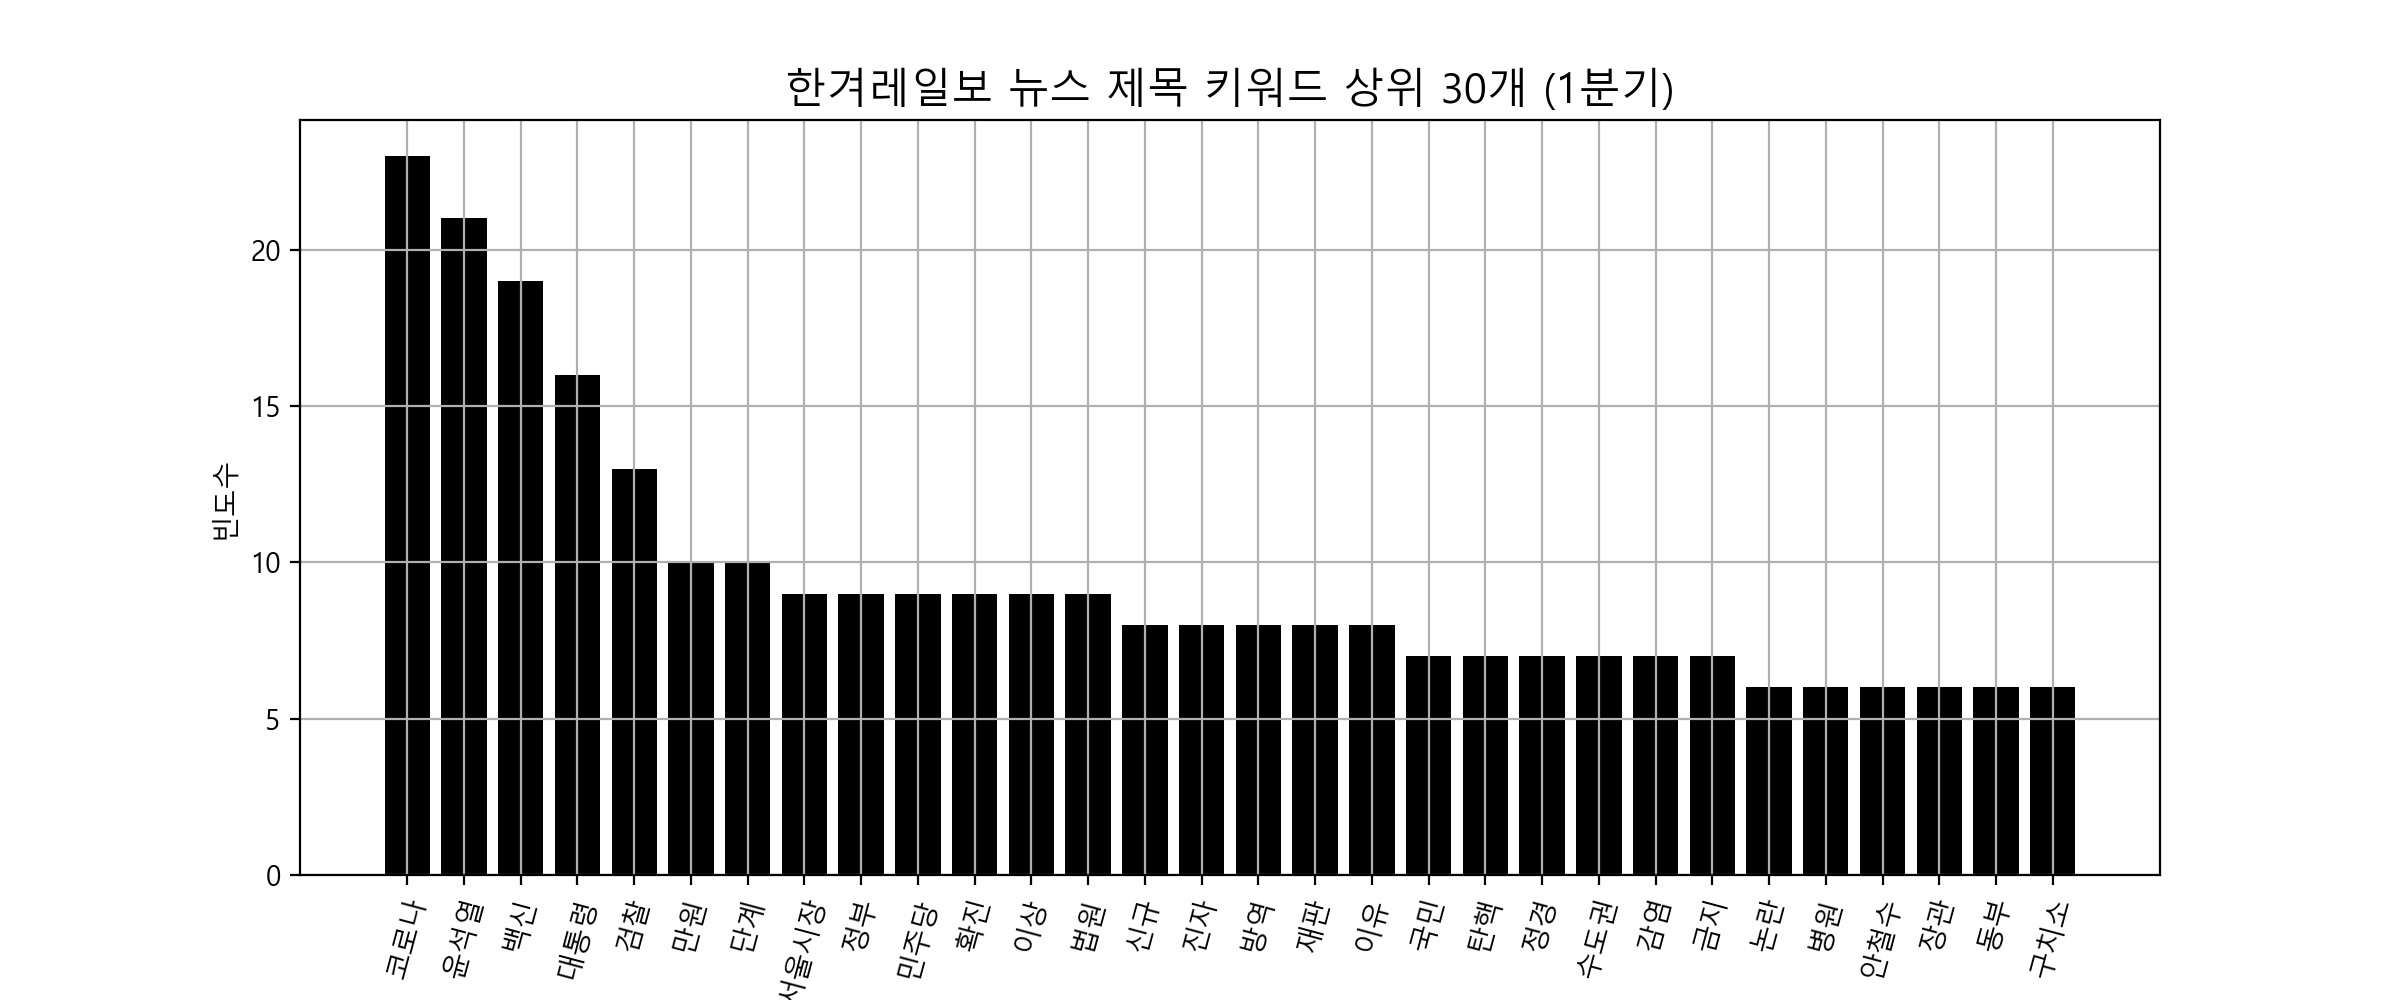 한겨레일보 뉴스 제목 키워드 상위 30개 (1분기)
빈도수
20
15
10
5
0
코로나 윤석열 백신 대통령 검찰 만원 단계 서울시장 정부 민주당 확진 이상 법원 신규 진자 방역 재판 이유 국민 탄핵 정경 수도권 감염 금지 논란 병원 안철수 장관 동부 구치소